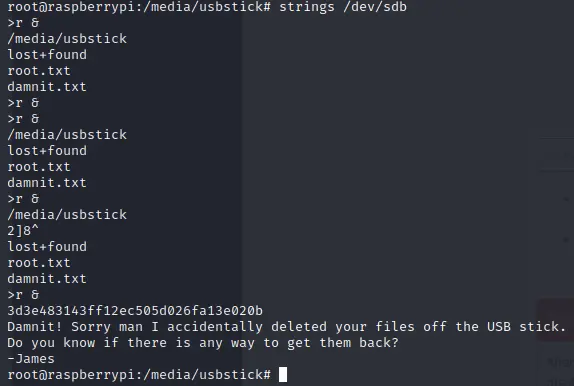 root@raspberrypi:/media/usbstick# strings /dev/sdb
>r &
/media/usbstick
lost+found
root.txt
damnit.txt
>r &
>r &
/media/usbstick
lost+found
root.txt
damnit.txt
>r &
/media/usbstick
2]8^
lost+found
root.txt
damnit.txt
>r &
3d3e483143ff12ec505d026fa13e020b
Damnit! Sorry man I accidentally deleted your files off the USB stick.
Do you know if there is any way to get them back?
-James
root@raspberrypi:/media/usbstick#